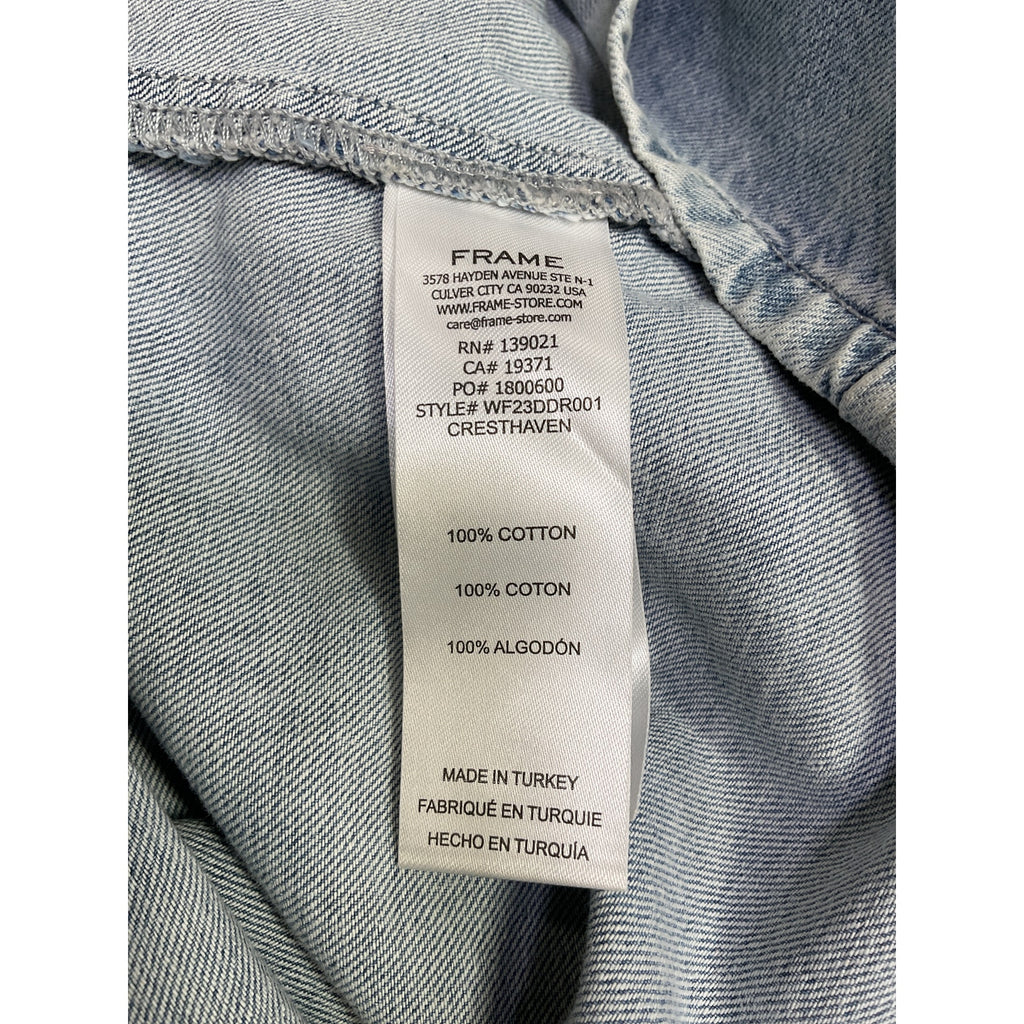 FRAME
3578 HAYDEN AVENUE STE N-1
CULVER CITY CA 90232 USA
WWW.FRAME-STORE.COM
care@frame-store.com
RN# 139021
CA# 19371
PO# 1800600
STYLE# WF23DDR001
CRESTHAVEN
100% COTTON
100% COTON
100% ALGODÓN
MADE IN TURKEY
FABRIQUÉ EN TURQUIE
HECHO EN TURQUÍA